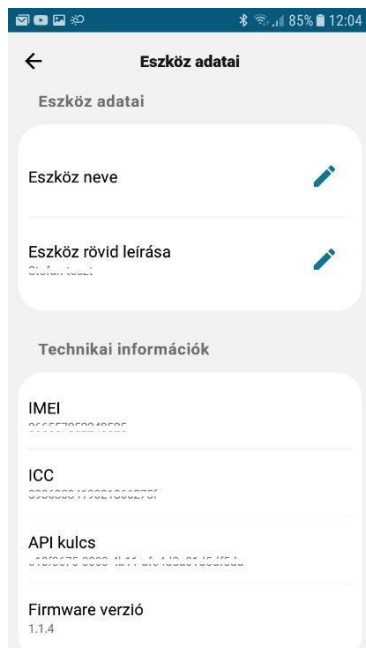 85% 12:04
Eszköz adatai
Eszköz adatai
Eszköz neve
Eszköz rövid leírása
Technikai információk
IMEI
ICC
API kulcs
Firmware verzió
1.1.4